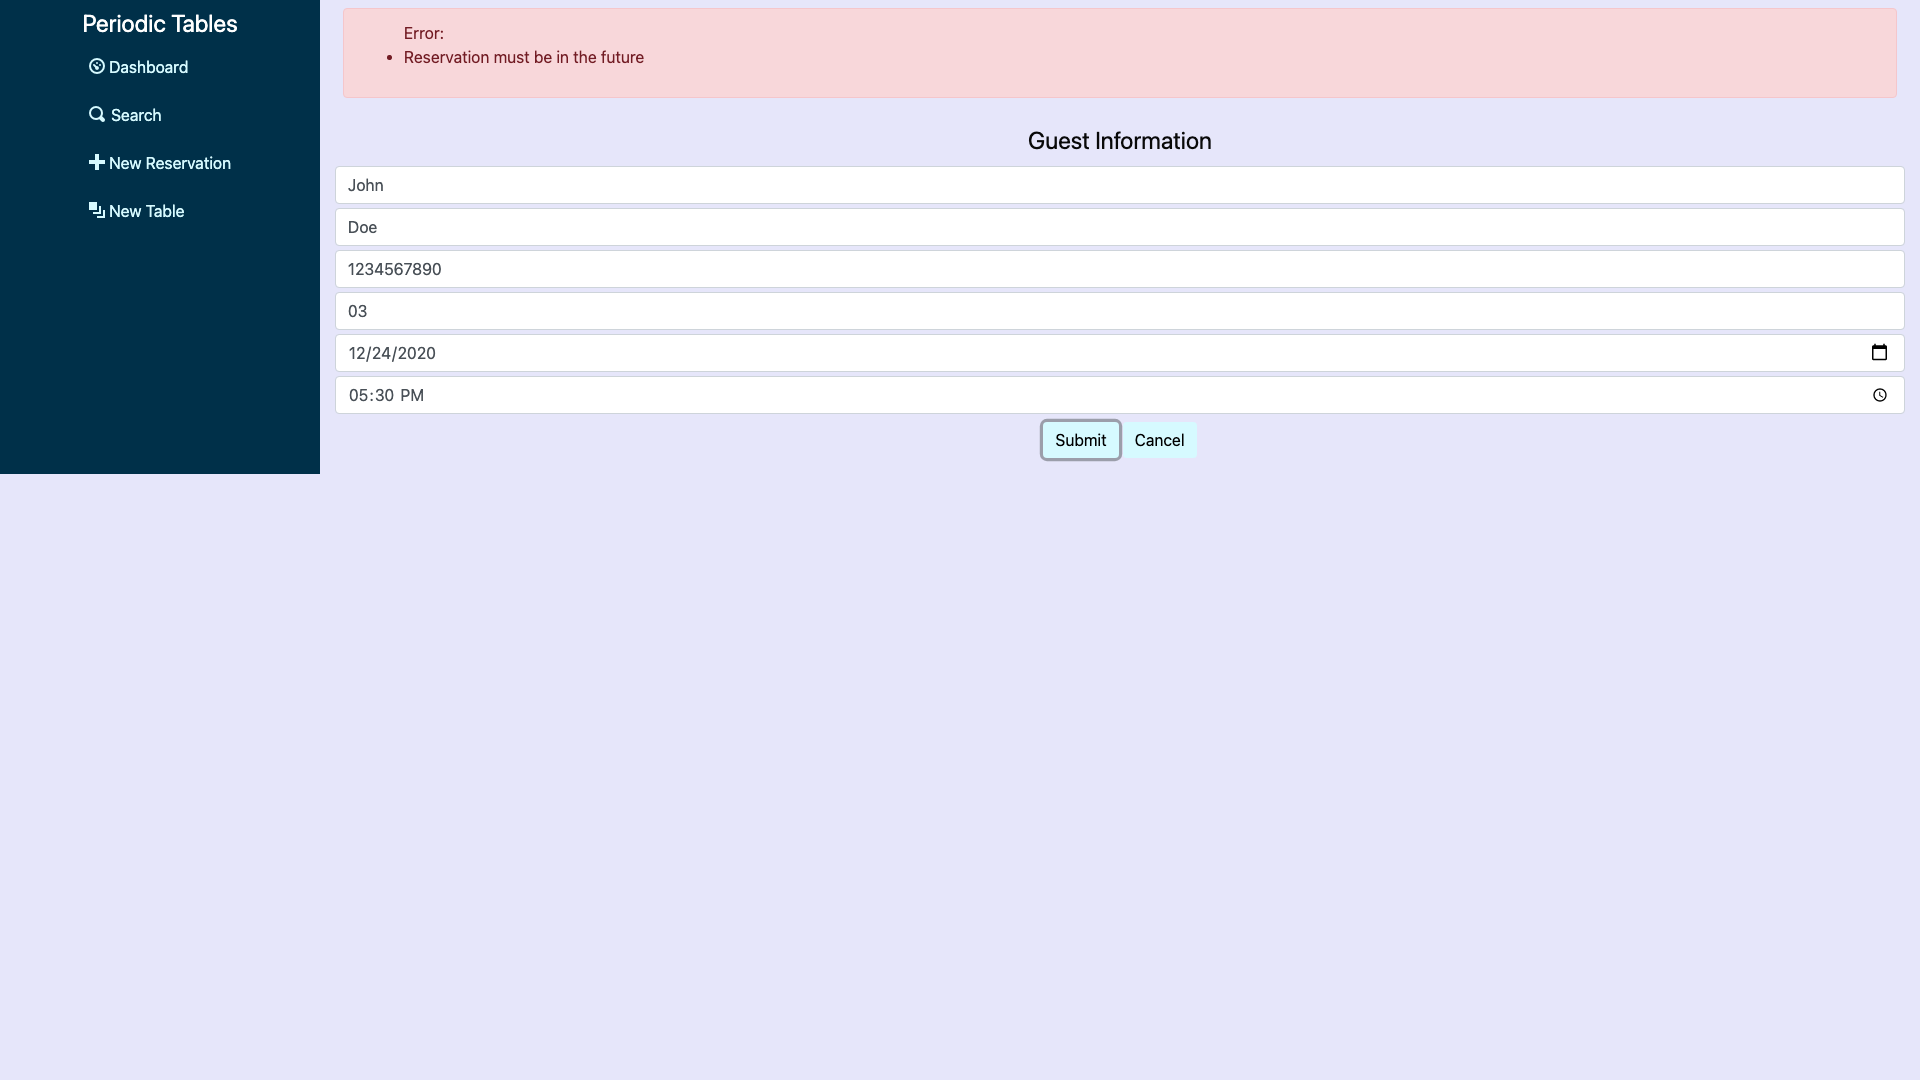 Periodic Tables
Dashboard
Search
New Reservation
New Table
Error:
Reservation must be in the future
Guest Information
John
Doe
1234567890
03
12/24/2020
05:30 PM
Submit Cancel